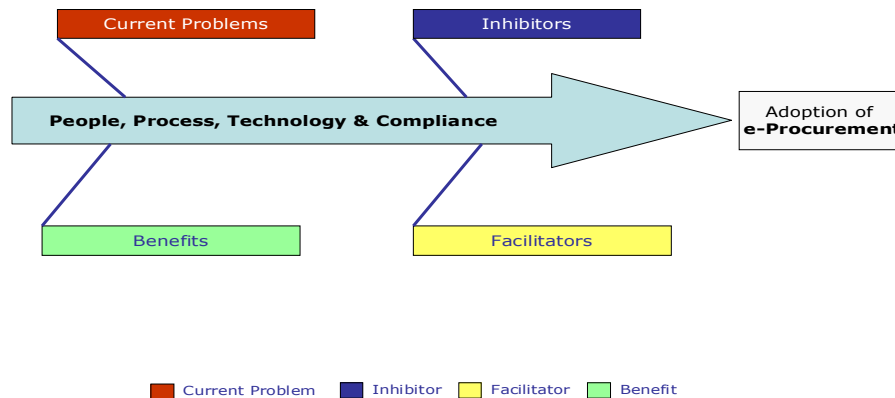 Current Problems
Inhibitors
People, Process, Technology & Compliance
Adoption of
e-Procurement
Benefits
Facilitators
Current Problem
Inhibitor
Facilitator
Benefit